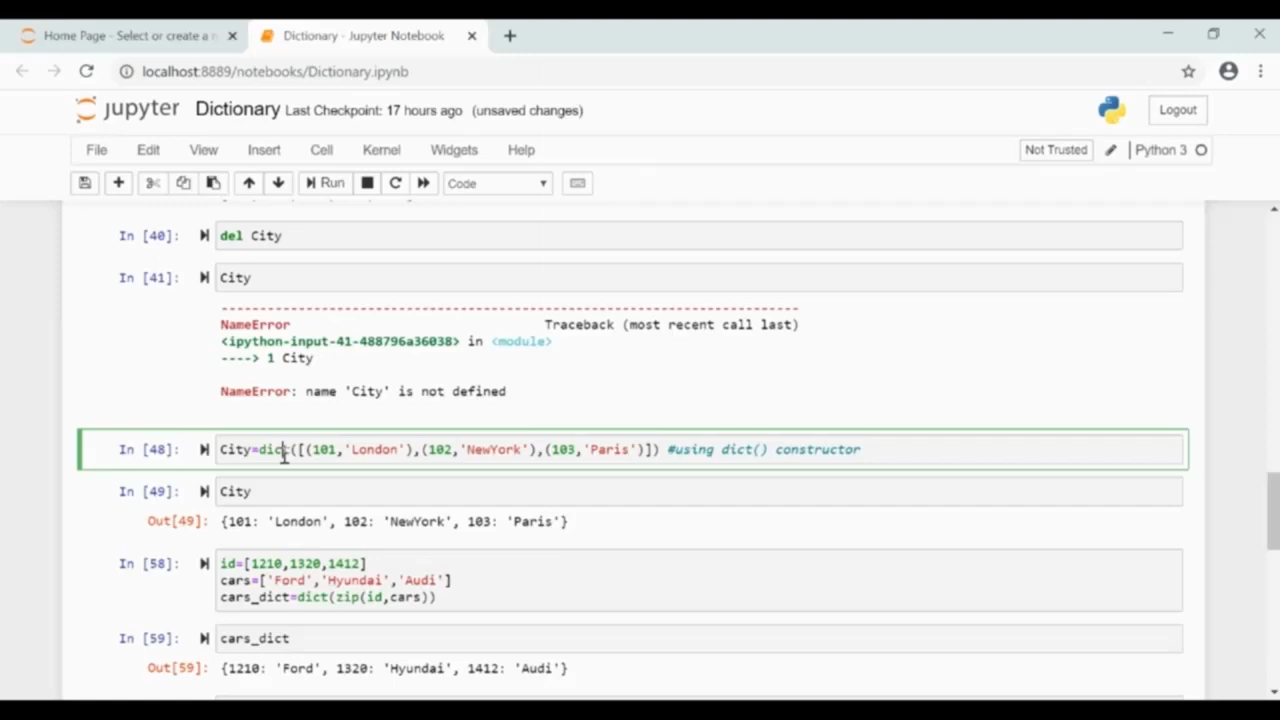 Home Page - Select or create a n
Dictionary - Jupyter Notebook
localhost:8889/notebooks/Dictionary.ipynb
jupyter Dictionary Last Checkpoint: 17 hours ago (unsaved changes)
Logout
File Edit View Insert Cell Kernel Widgets Help
Not Trusted
Python 3
Run
Code
In [40]: del City
In [41]: City
---------------------------------------------------------------------------
NameError Traceback (most recent call last)
<ipython-input-41-488796a36038> in <module>
----> 1 City
NameError: name 'City' is not defined
In [48]: City=dict([(101,'London'),(102,'NewYork'),(103,'Paris')]) #using dict() constructor
In [49]: City
Out[49]: {101: 'London', 102: 'NewYork', 103: 'Paris'}
In [58]: id=[1210,1320,1412]
cars=['Ford','Hyundai','Audi']
cars_dict=dict(zip(id,cars))
In [59]: cars_dict
Out[59]: {1210: 'Ford', 1320: 'Hyundai', 1412: 'Audi'}